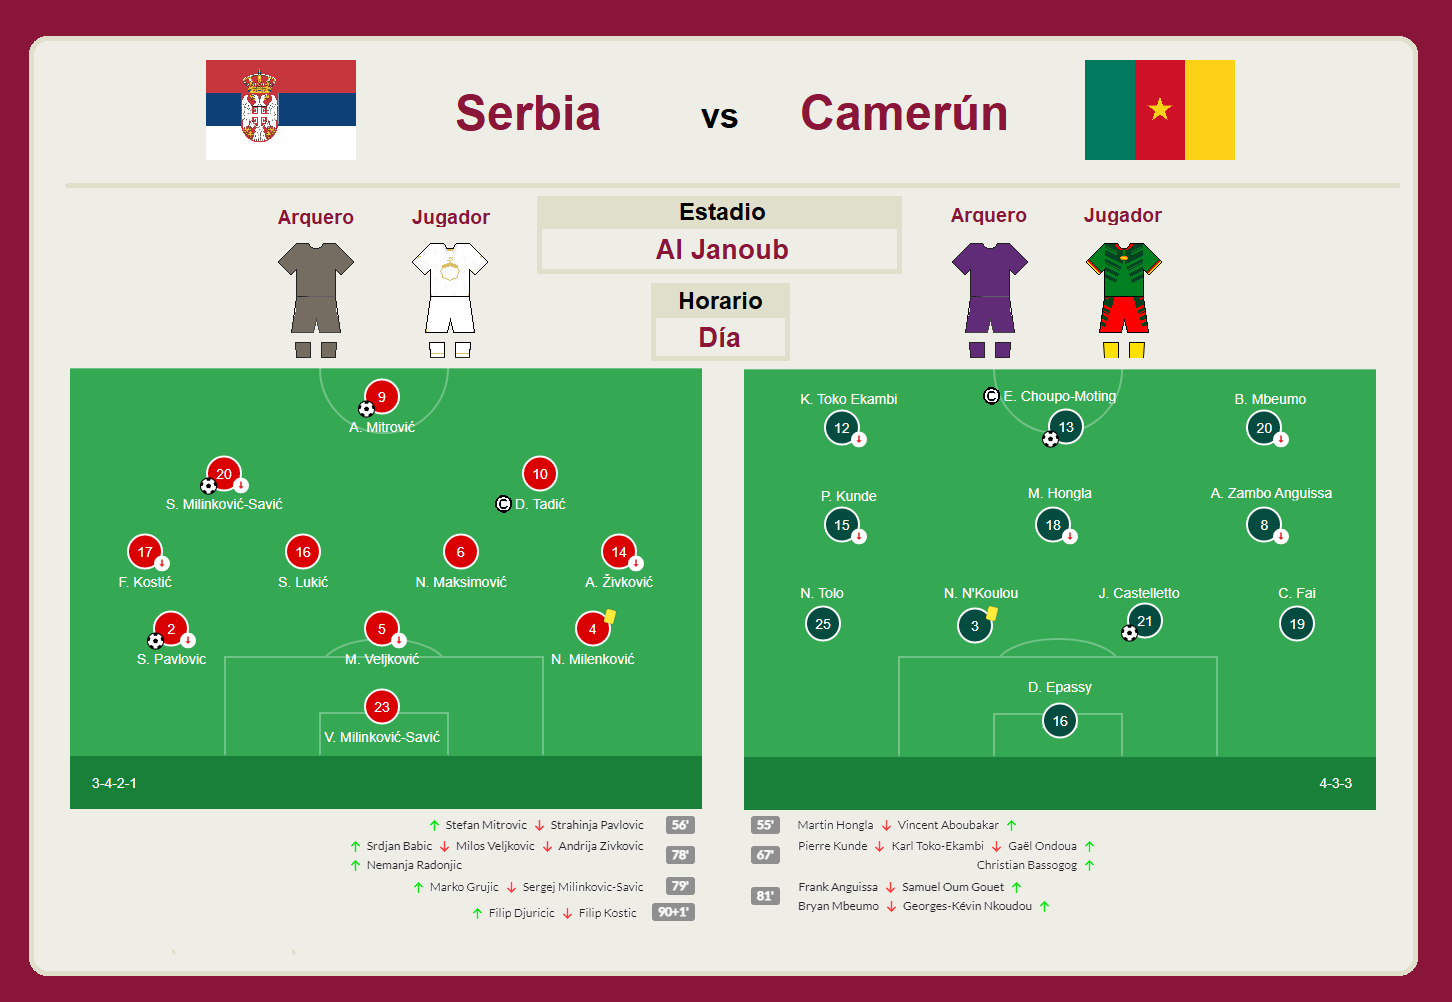 Serbia vs Camerún
Arquero Jugador
Estadio
Al Janoub
Horario
Día
Arquero Jugador
9
A. Mitrović
20 10
S. Milinković-Savić © D. Tadić
17 16 6 14
F. Kostić S. Lukić N. Maksimović A. Živković
2 5 4
S. Pavlovic M. Veljković N. Milenković
23
V. Milinković-Savić
3-4-2-1
K. Toko Ekambi © E. Choupo-Moting B. Mbeumo
12 13 20
P. Kunde M. Hongla A. Zambo Anguissa
15 18 8
N. Tolo N. N'Koulou J. Castelletto C. Fai
25 3 21 19
D. Epassy
16
4-3-3
↑ Stefan Mitrovic ↓ Strahinja Pavlovic 56'
↑ Srdjan Babic ↓ Milos Veljkovic ↓ Andrija Zivkovic
↑ Nemanja Radonjic 78'
↑ Marko Grujic ↓ Sergej Milinkovic-Savic 79'
↑ Filip Djuricic ↓ Filip Kostic 90+1'
55' Martin Hongla ↓ Vincent Aboubakar ↑
67' Pierre Kunde ↓ Karl Toko-Ekambi ↓ Gaël Ondoua ↑
Christian Bassogog ↑
81' Frank Anguissa ↓ Samuel Oum Gouet ↑
Bryan Mbeumo ↓ Georges-Kévin Nkoudou ↑